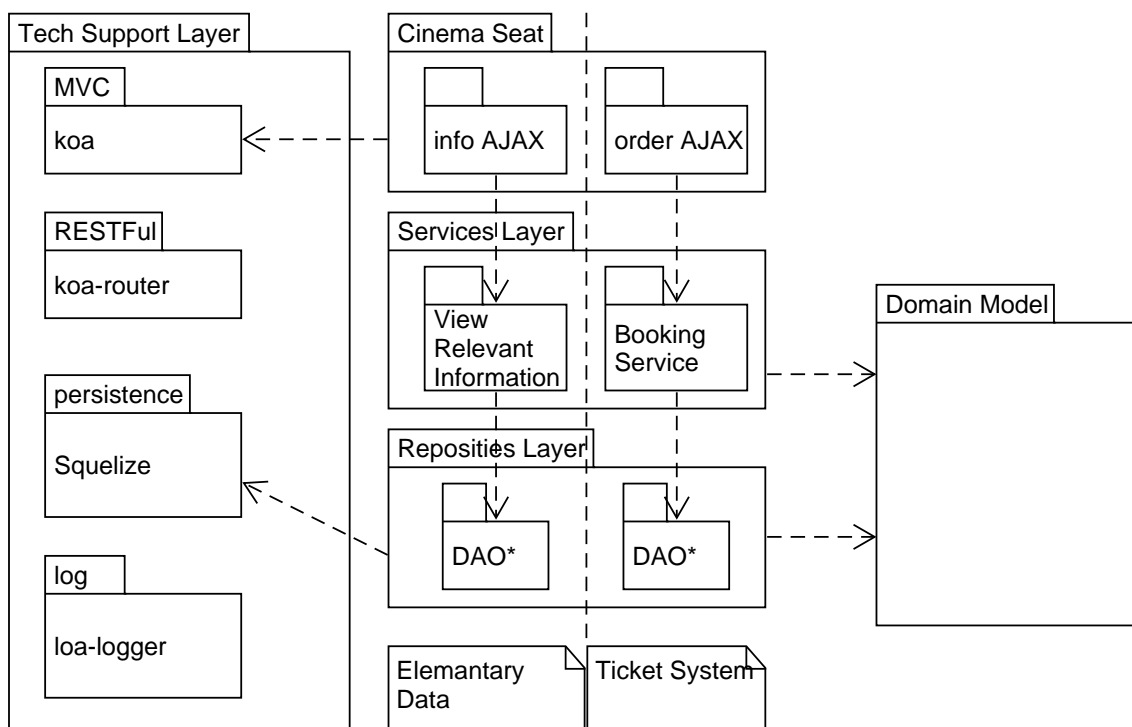 Tech Support Layer
MVC
koa
RESTFul
koa-router
persistence
Squelize
log
loa-logger
Cinema Seat
info AJAX
order AJAX
Services Layer
View
Relevant
Information
Booking
Service
Reposities Layer
DAO*
DAO*
Elemantary
Data
Ticket System
Domain Model